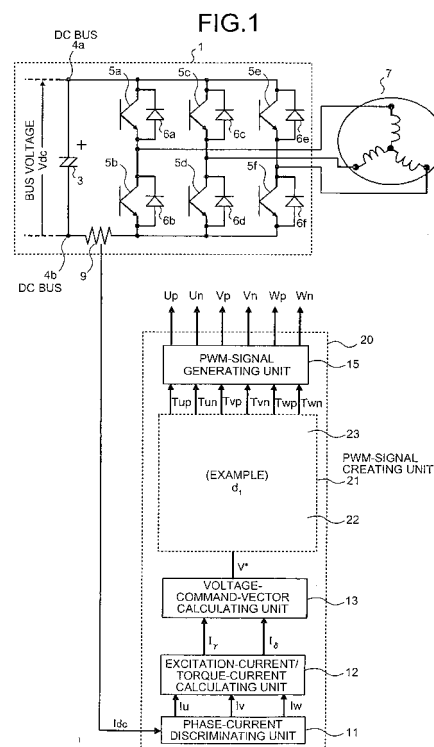 FIG.1
DC BUS
4a
1
5a
5c
5e
7
6a
6c
6e
BUS VOLTAGE
Vdc
+
3
5b
5d
5f
6b
6d
6f
4b
DC BUS
9
Up Un Vp Vn Wp Wn
20
PWM-SIGNAL
GENERATING UNIT
15
Tup Tun Tvp Tvn Twp Twn
23
(EXAMPLE)
d1
PWM-SIGNAL
CREATING UNIT
21
22
V*
VOLTAGE-
COMMAND-VECTOR
CALCULATING UNIT
13
Iγ Iδ
EXCITATION-CURRENT/
TORQUE-CURRENT
CALCULATING UNIT
12
Iu Iv Iw
Idc
PHASE-CURRENT
DISCRIMINATING UNIT
11